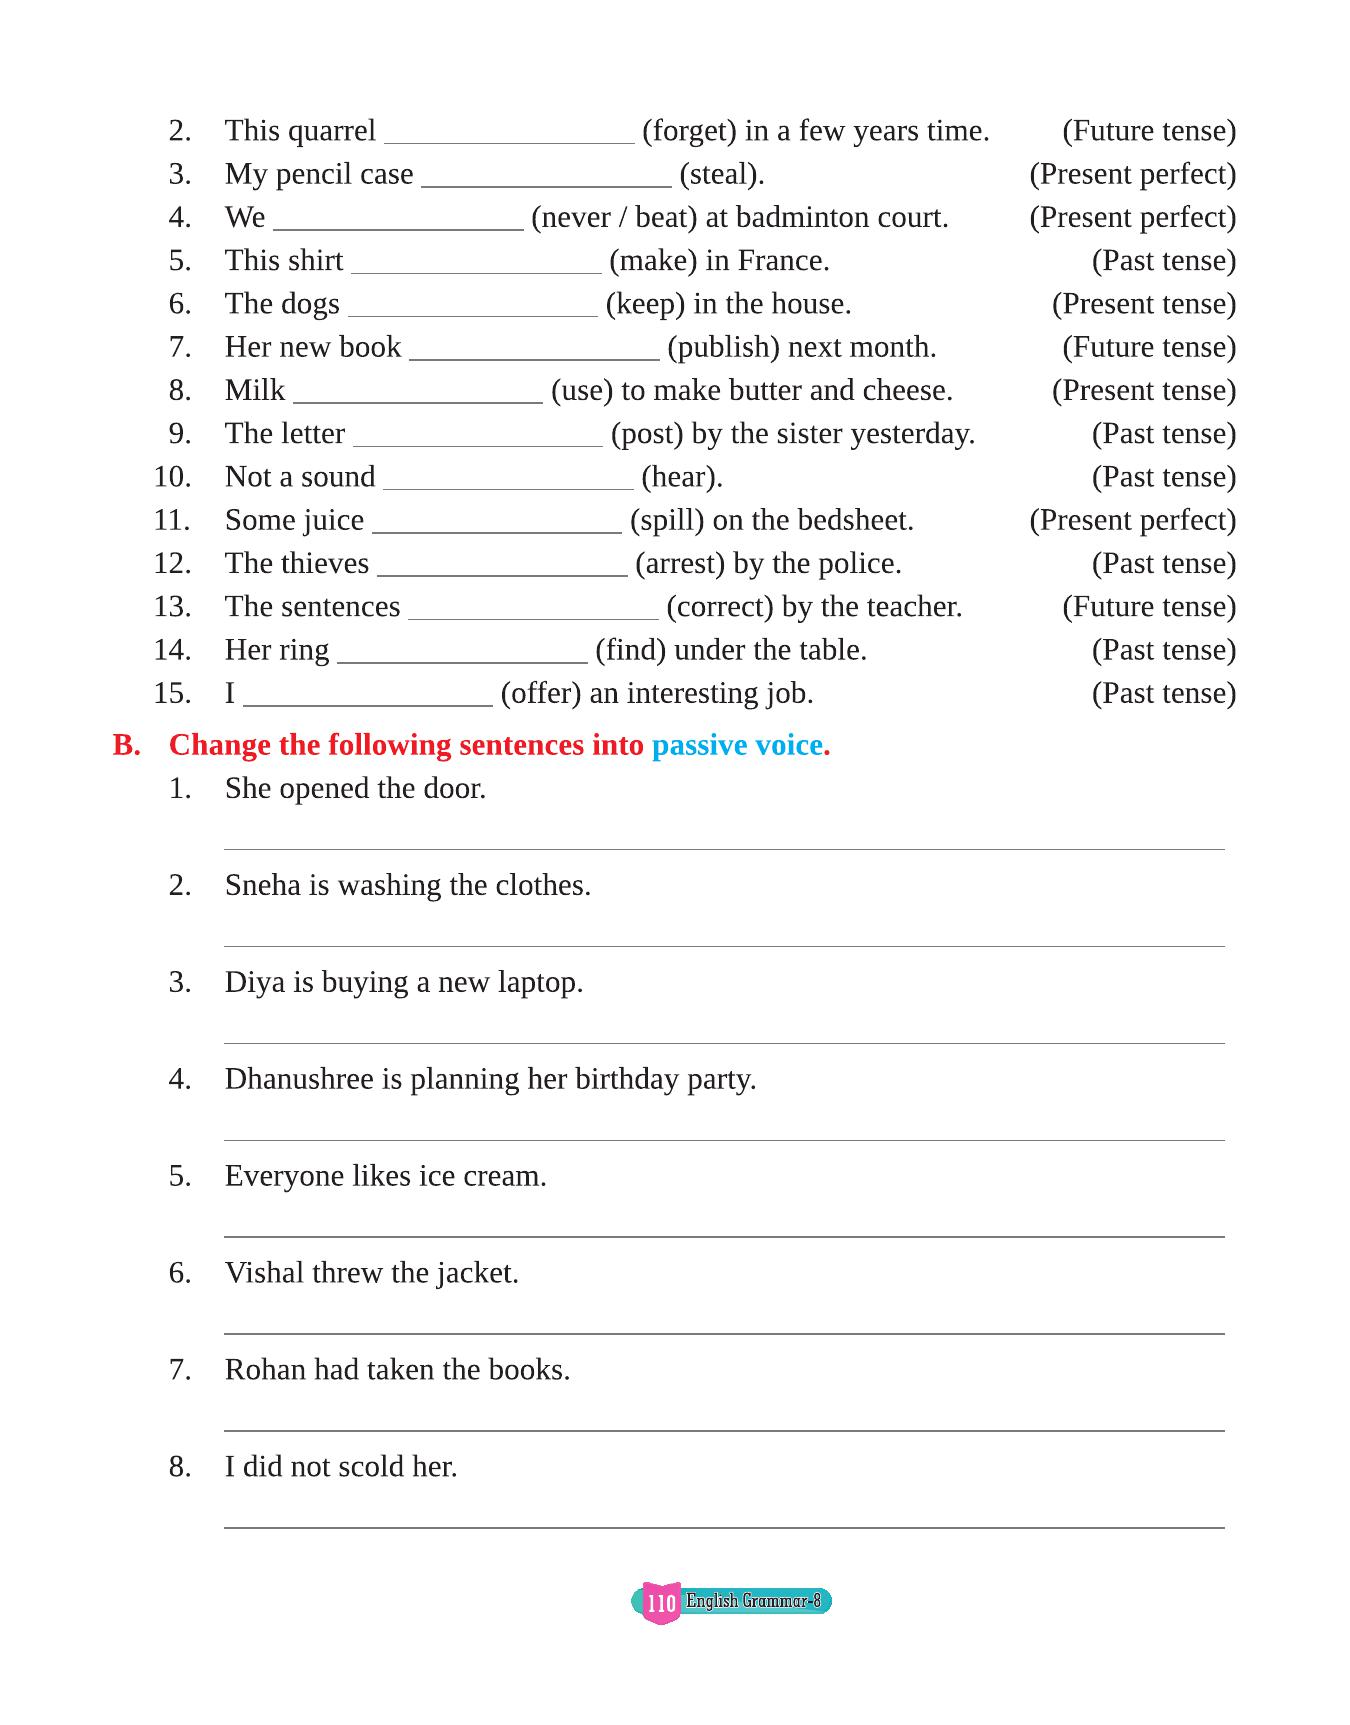 2. This quarrel ________________ (forget) in a few years time. (Future tense)
3. My pencil case ________________ (steal). (Present perfect)
4. We ________________ (never / beat) at badminton court. (Present perfect)
5. This shirt ________________ (make) in France. (Past tense)
6. The dogs ________________ (keep) in the house. (Present tense)
7. Her new book ________________ (publish) next month. (Future tense)
8. Milk ________________ (use) to make butter and cheese. (Present tense)
9. The letter ________________ (post) by the sister yesterday. (Past tense)
10. Not a sound ________________ (hear). (Past tense)
11. Some juice ________________ (spill) on the bedsheet. (Present perfect)
12. The thieves ________________ (arrest) by the police. (Past tense)
13. The sentences ________________ (correct) by the teacher. (Future tense)
14. Her ring ________________ (find) under the table. (Past tense)
15. I ________________ (offer) an interesting job. (Past tense)
B. Change the following sentences into passive voice.
1. She opened the door.
2. Sneha is washing the clothes.
3. Diya is buying a new laptop.
4. Dhanushree is planning her birthday party.
5. Everyone likes ice cream.
6. Vishal threw the jacket.
7. Rohan had taken the books.
8. I did not scold her.
110 English Grammar-8